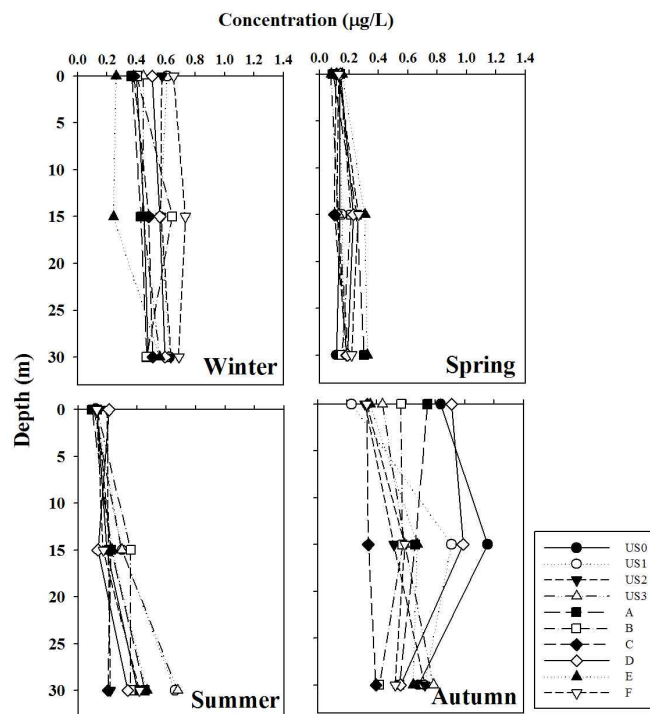 Concentration (µg/L)
0.0 0.2 0.4 0.6 0.8 1.0 1.2 1.4
0.0 0.2 0.4 0.6 0.8 1.0 1.2 1.4
0
5
10
15
20
25
30
Winter
Spring
Depth (m)
0
5
10
15
20
25
30
Summer
Autumn
US0
US1
US2
US3
A
B
C
D
E
F